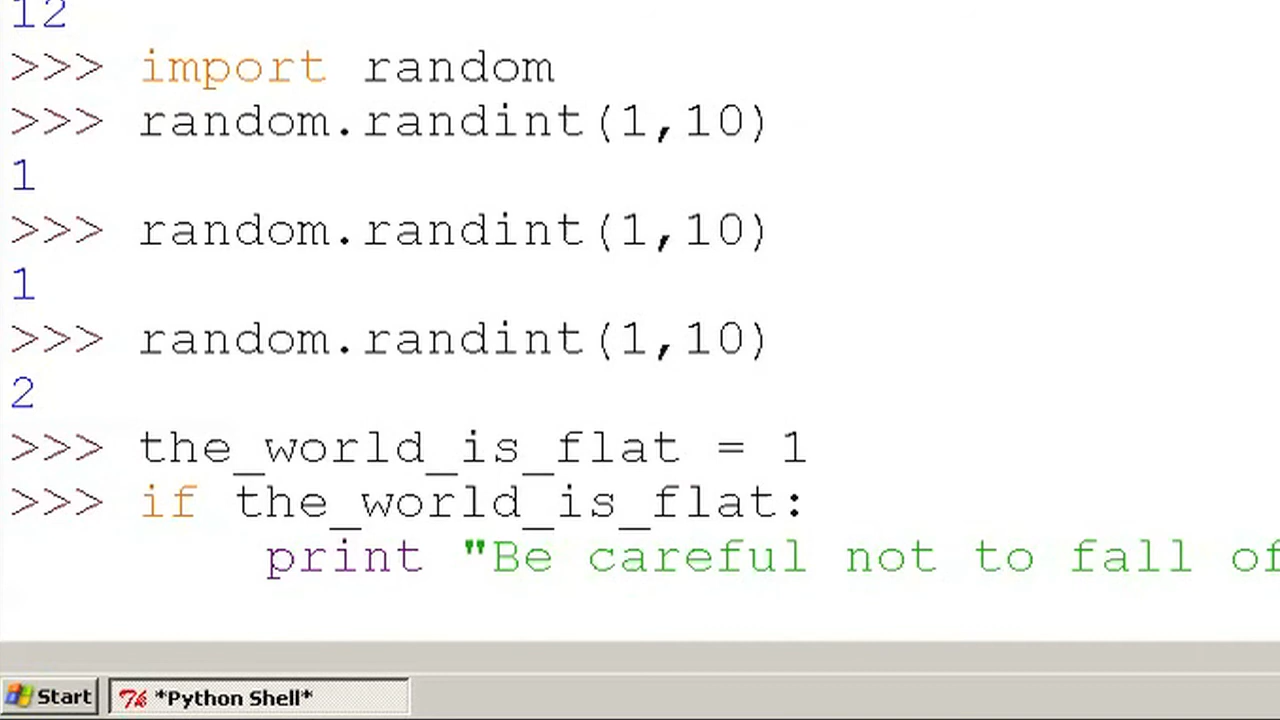 12
>>> import random
>>> random.randint(1,10)
1
>>> random.randint(1,10)
1
>>> random.randint(1,10)
2
>>> the_world_is_flat = 1
>>> if the_world_is_flat:
print "Be careful not to fall of
Start
*Python Shell*